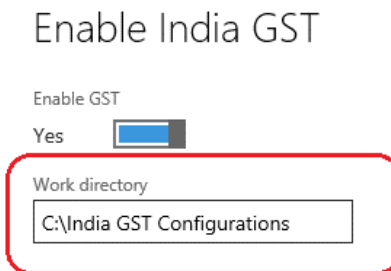 Enable India GST
Enable GST
Yes
Work directory
C:\India GST Configurations